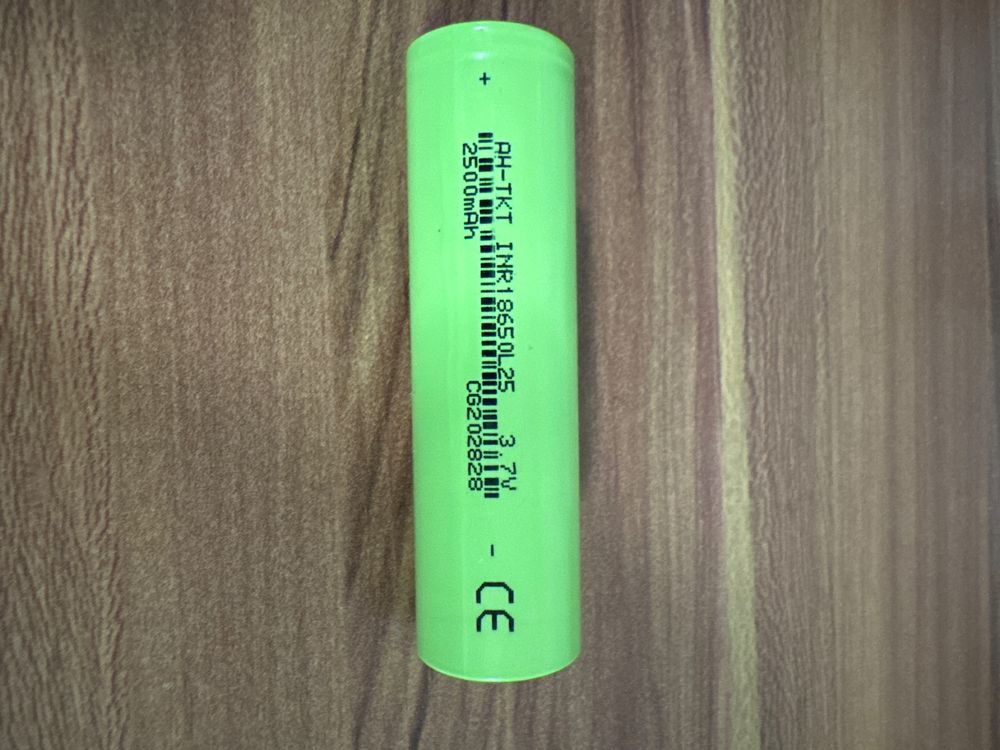 +
AH-TKT INR18650L25 3.7V
2500mAh CG202828
-
CE